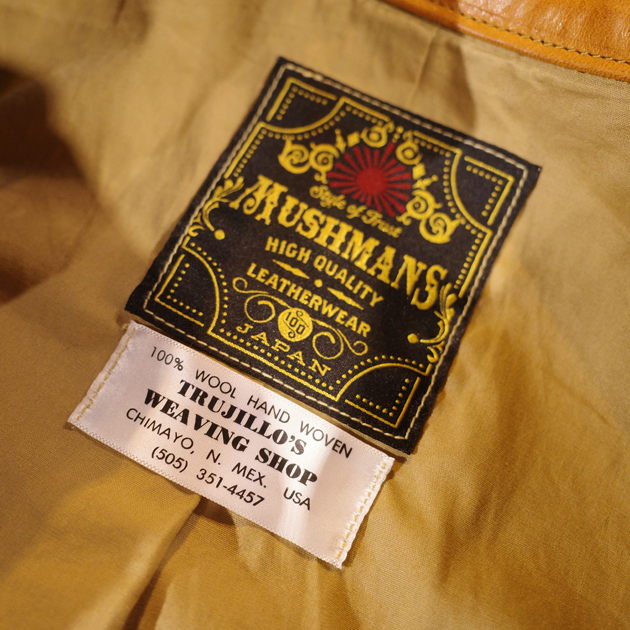 Style of Trust
MUSHMANS
HIGH QUALITY
LEATHERWEAR
100
JAPAN
100% WOOL HAND WOVEN
TRUJILLO'S
WEAVING SHOP
CHIMAYO, N. MEX. USA
(505) 351-4457